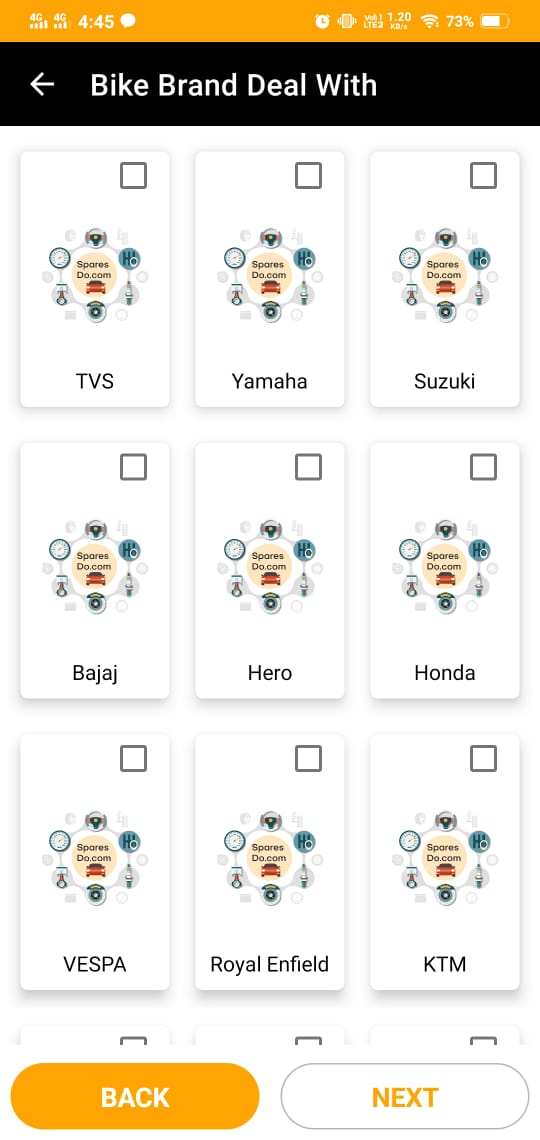 4G 4G 4:45 VoD 1 LTE2 1.20 KB/s 73%
Bike Brand Deal With
Spares Do.com
Spares Do.com
Spares Do.com
TVS
Yamaha
Suzuki
Spares Do.com
Spares Do.com
Spares Do.com
Bajaj
Hero
Honda
Spares Do.com
Spares Do.com
Spares Do.com
VESPA
Royal Enfield
KTM
BACK
NEXT